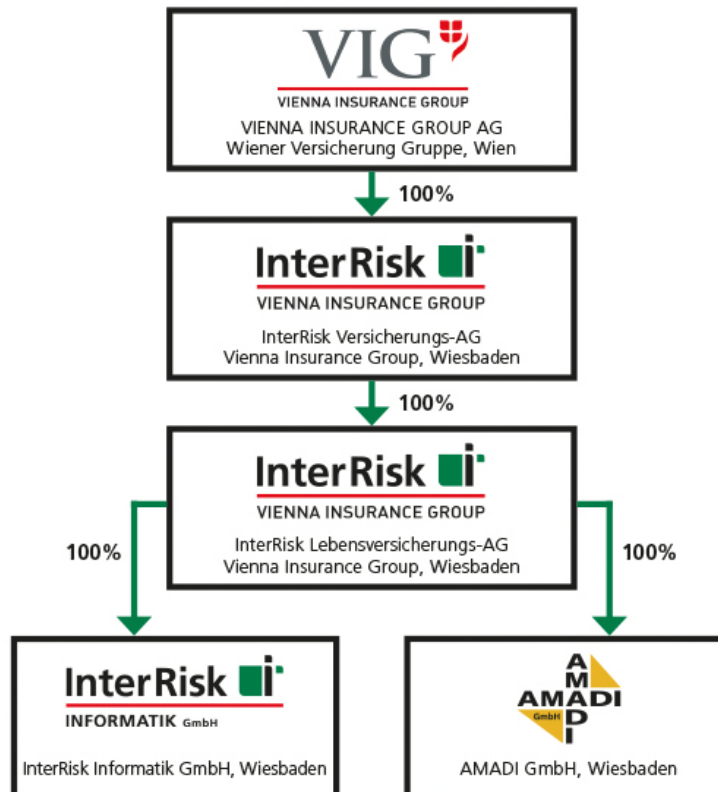 VIG
VIENNA INSURANCE GROUP
VIENNA INSURANCE GROUP AG
Wiener Versicherung Gruppe, Wien
100%
InterRisk
VIENNA INSURANCE GROUP
InterRisk Versicherungs-AG
Vienna Insurance Group, Wiesbaden
100%
InterRisk
VIENNA INSURANCE GROUP
InterRisk Lebensversicherungs-AG
Vienna Insurance Group, Wiesbaden
100%
100%
InterRisk
INFORMATIK GmbH
InterRisk Informatik GmbH, Wiesbaden
AMADI
AMADI
GmbH
AMADI GmbH, Wiesbaden